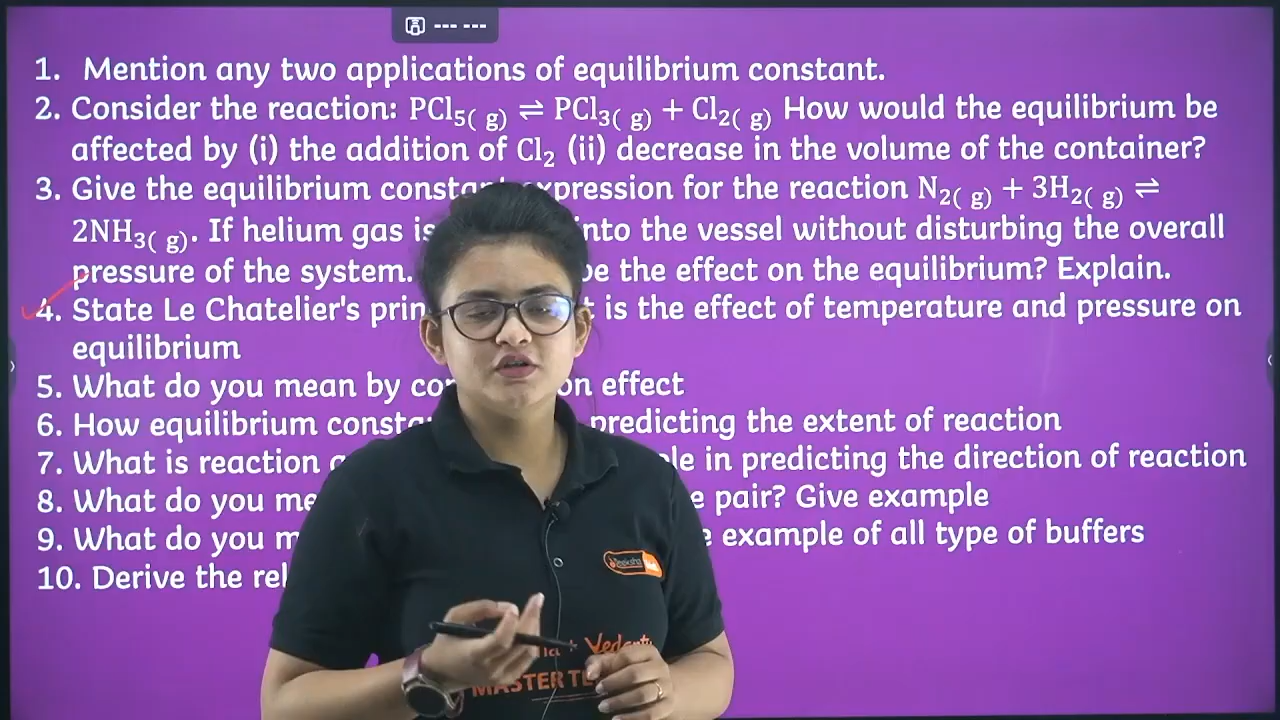 1. Mention any two applications of equilibrium constant.
2. Consider the reaction: PCl₅( g) ⇌ PCl₃( g) + Cl₂( g) How would the equilibrium be
affected by (i) the addition of Cl₂ (ii) decrease in the volume of the container?
3. Give the equilibrium constant expression for the reaction N₂( g) + 3H₂( g) ⇌
2NH₃( g). If helium gas is into the vessel without disturbing the overall
pressure of the system. be the effect on the equilibrium? Explain.
4. State Le Chatelier's is the effect of temperature and pressure on
equilibrium
5. What do you mean by effect
6. How equilibrium predicting the extent of reaction
7. What is reaction in predicting the direction of reaction
8. What do you pair? Give example
9. What do you example of all type of buffers
10. Derive the
Vedantu
MASTER